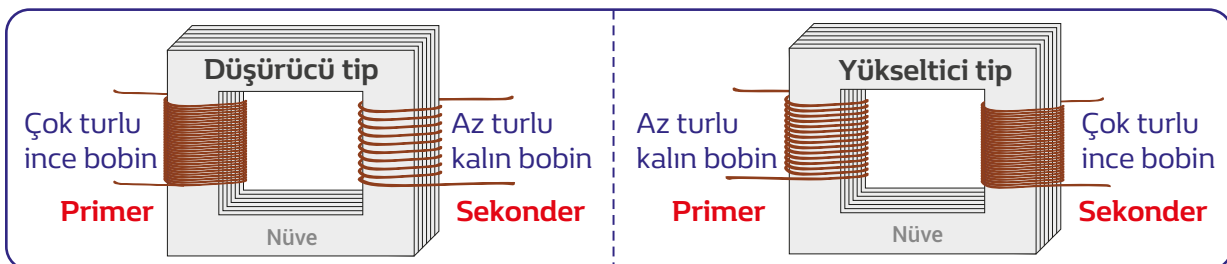 Düşürücü tip
Çok turlu
ince bobin
Az turlu
kalın bobin
Primer
Sekonder
Nüve
Yükseltici tip
Az turlu
kalın bobin
Çok turlu
ince bobin
Primer
Sekonder
Nüve